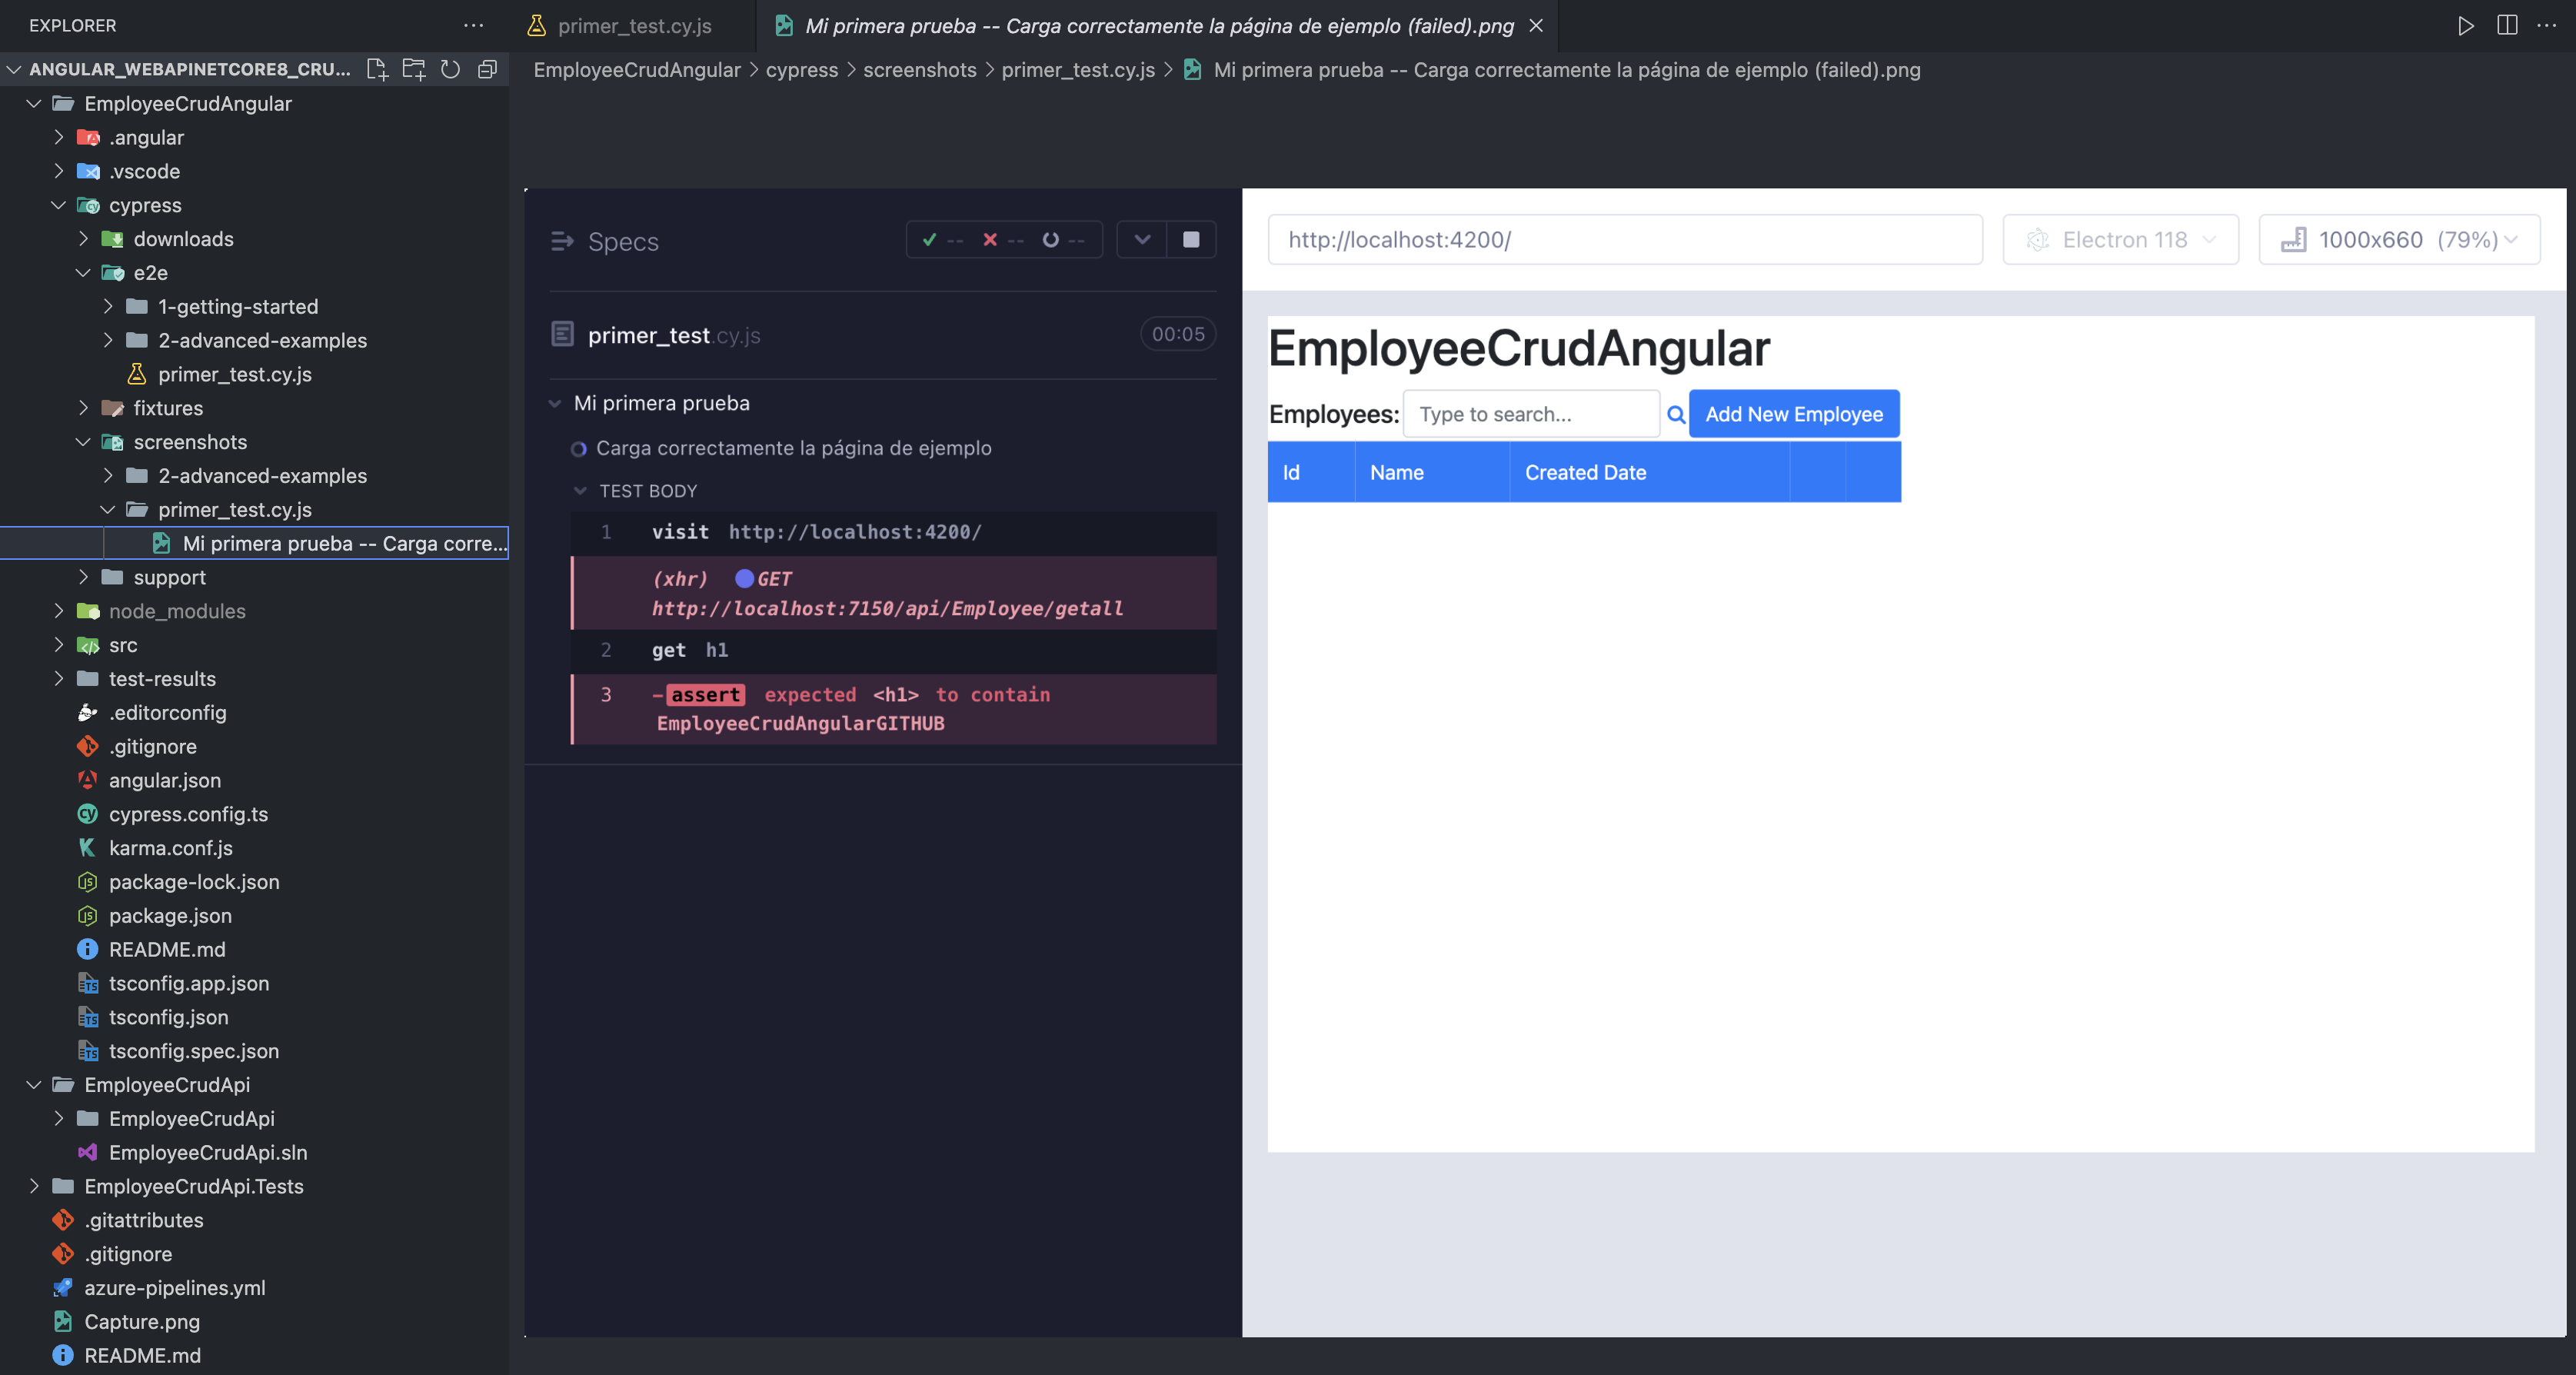 EXPLORER
ANGULAR_WEBAPINETCORE8_CRU...
EmployeeCrudAngular
.angular
.vscode
cypress
downloads
e2e
1-getting-started
2-advanced-examples
primer_test.cy.js
fixtures
screenshots
2-advanced-examples
primer_test.cy.js
Mi primera prueba -- Carga corre...
support
node_modules
src
test-results
.editorconfig
.gitignore
angular.json
cypress.config.ts
karma.conf.js
package-lock.json
package.json
README.md
tsconfig.app.json
tsconfig.json
tsconfig.spec.json
EmployeeCrudApi
EmployeeCrudApi
EmployeeCrudApi.sln
EmployeeCrudApi.Tests
.gitattributes
.gitignore
azure-pipelines.yml
Capture.png
README.md
primer_test.cy.js
Mi primera prueba -- Carga correctamente la página de ejemplo (failed).png
EmployeeCrudAngular > cypress > screenshots > primer_test.cy.js > Mi primera prueba -- Carga correctamente la página de ejemplo (failed).png
Specs
-- -- --
primer_test.cy.js 00:05
Mi primera prueba
Carga correctamente la página de ejemplo
TEST BODY
1 visit http://localhost:4200/
(xhr) GET
http://localhost:7150/api/Employee/getall
2 get h1
3 -assert expected <h1> to contain
EmployeeCrudAngularGITHUB
http://localhost:4200/
Electron 118
1000x660 (79%)
EmployeeCrudAngular
Employees: Type to search... Add New Employee
Id Name Created Date